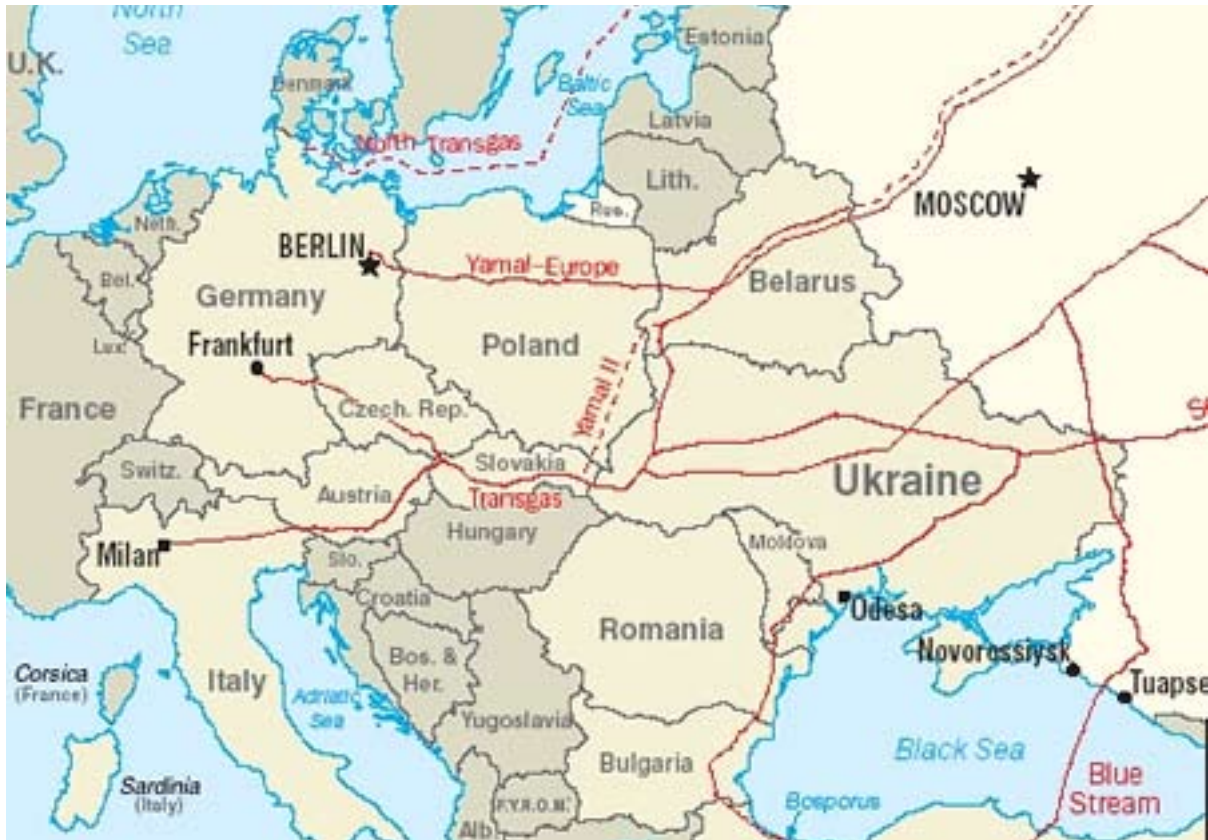 North
Sea
U.K.
Denmark
Baltic
Sea
Estonia
Latvia
Lith.
Rus.
North Transgas
MOSCOW
Neth.
BERLIN
Yamal-Europe
Belarus
Bel.
Germany
Lux.
Frankfurt
Poland
Yamal II
France
Czech. Rep.
Switz.
Slovakia
Austria
Transgas
Ukraine
Hungary
Moldova
Milan
Slo.
Croatia
Odesa
Romania
Bos. &
Her.
Novorossiysk
Corsica
(France)
Italy
Tuapse
Adriatic
Sea
Yugoslavia
Black Sea
Bulgaria
Sardinia
(Italy)
Blue
Stream
F.Y.R.O.M.
Bosporus
Alb.